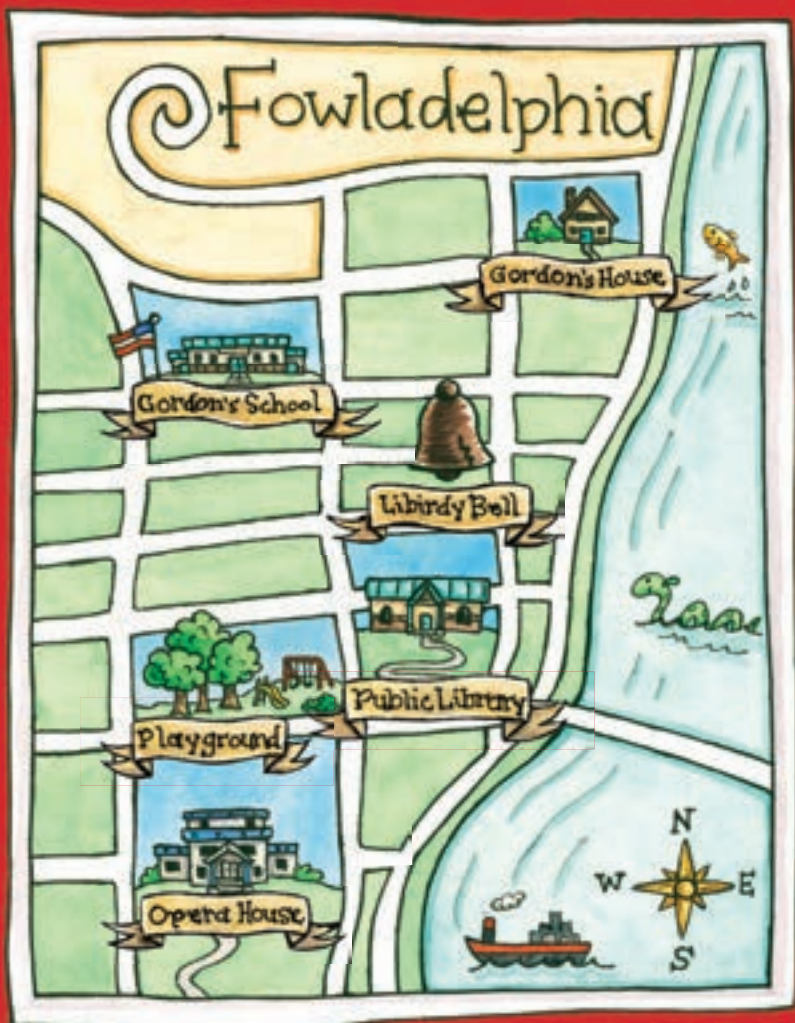 Fowladelphia
Gordon's House
Gordon's School
Libirdy Bell
Public Library
Playground
Opera House
N
W E
S